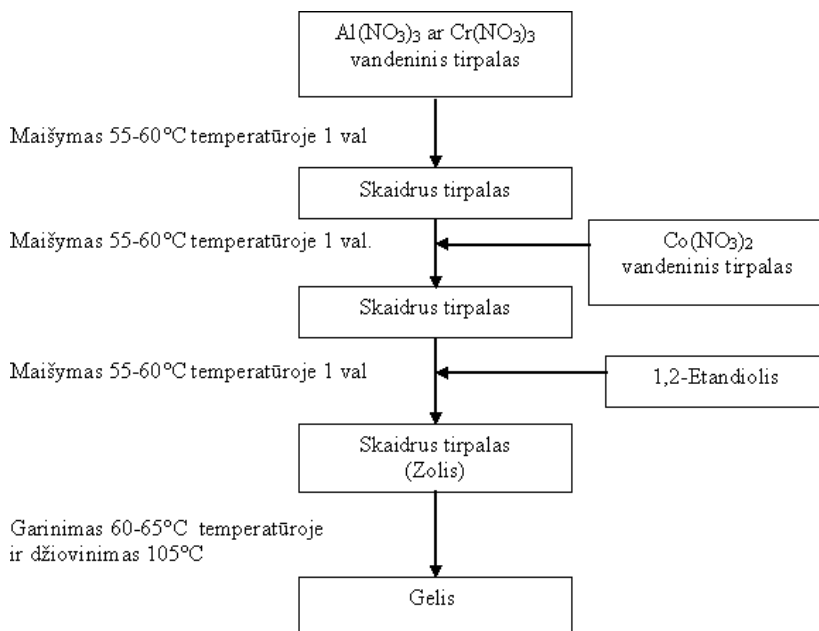 Al(NO₃)₃ ar Cr(NO₃)₃
vandeninis tirpalas
Maišymas 55-60°C temperatūroje 1 val
Skaidrus tirpalas
Maišymas 55-60°C temperatūroje 1 val.
Co(NO₃)₂
vandeninis tirpalas
Skaidrus tirpalas
Maišymas 55-60°C temperatūroje 1 val
1,2-Etandiolis
Skaidrus tirpalas
(Zolis)
Garinimas 60-65°C temperatūroje
ir džiovinimas 105°C
Gelis